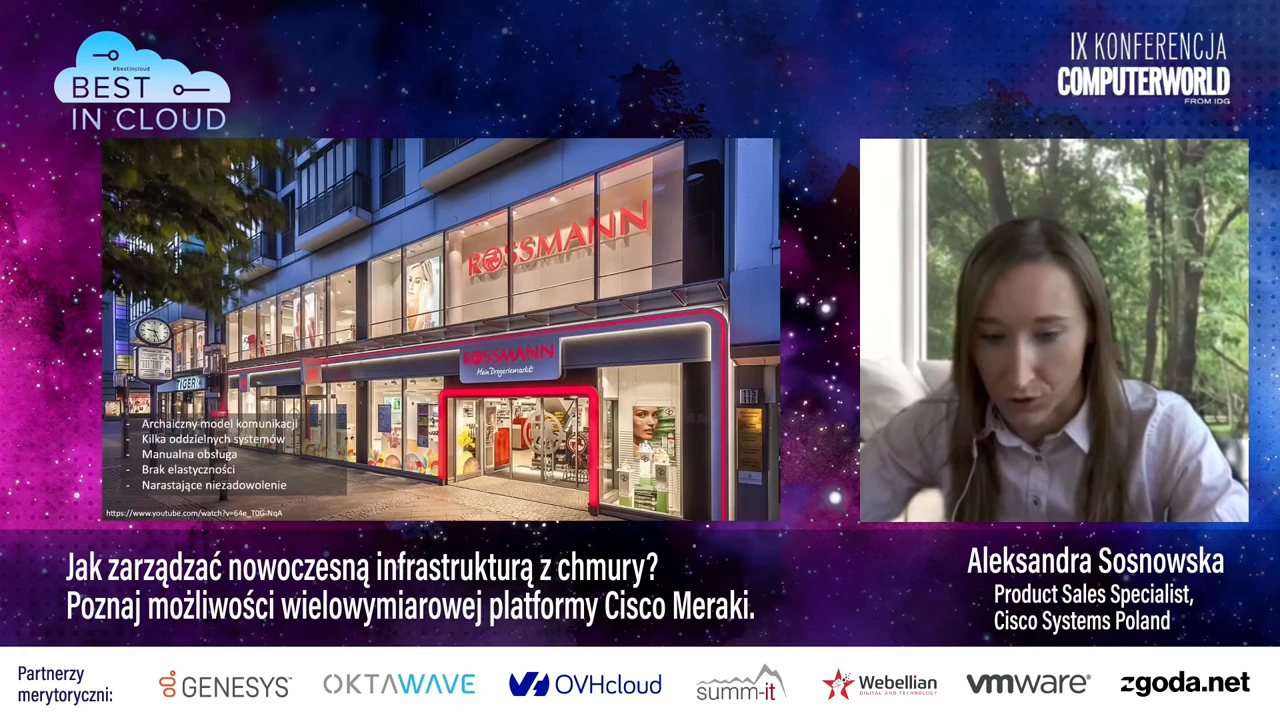 #bestincloud
BEST
IN CLOUD
IX KONFERENCJA
COMPUTERWORLD
FROM IDG
ROSSMANN
ROSSMANN
Mein Drogeriemarkt
TIGER
- Archaiczny model komunikacji
- Kilka oddzielnych systemów
- Manualna obsługa
- Brak elastyczności
- Narastające niezadowolenie
https://www.youtube.com/watch?v=64e_T0G-NqA
Jak zarządzać nowoczesną infrastrukturą z chmury?
Poznaj możliwości wielowymiarowej platformy Cisco Meraki.
Aleksandra Sosnowska
Product Sales Specialist,
Cisco Systems Poland
Partnerzy
merytoryczni:
GENESYS™
OKTAWAVE
OVHcloud
summ-it
Webellian
DIGITAL AND TECHNOLOGY
vmware®
zgoda.net